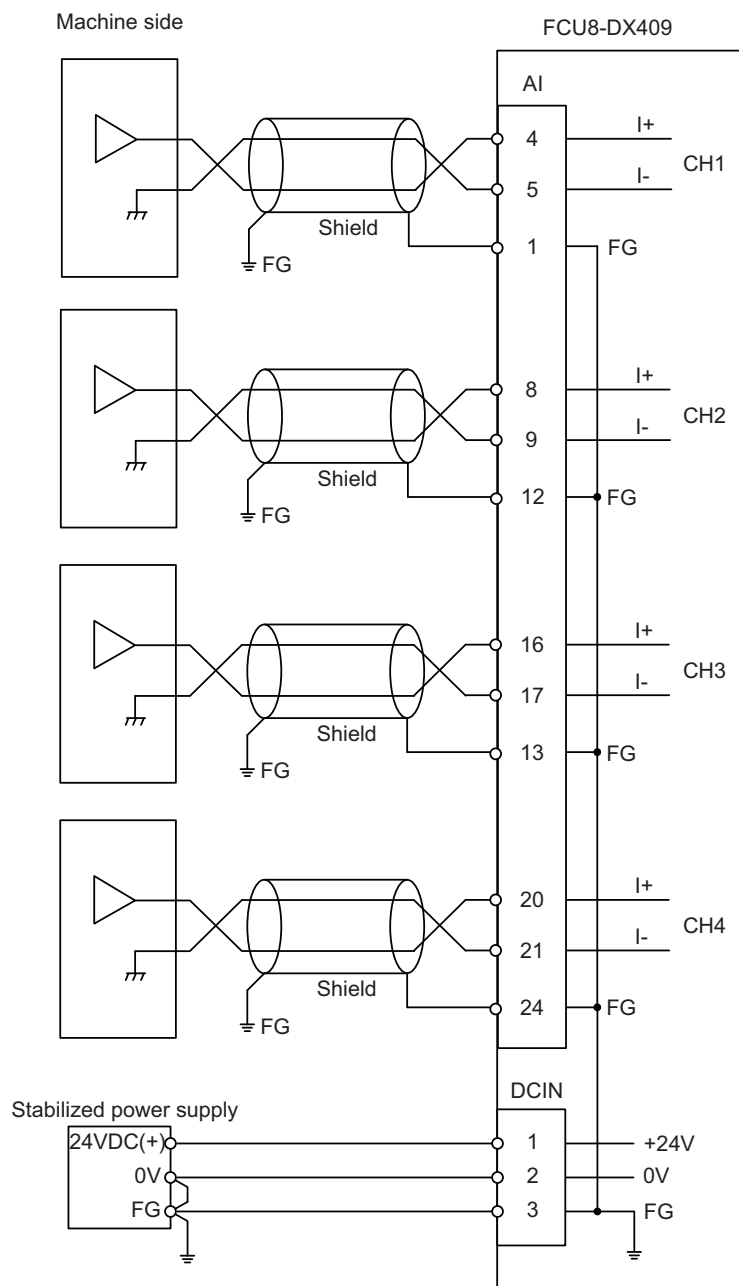 Machine side
FCU8-DX409
AI
4
I+
CH1
5
I-
Shield
1
FG
FG
8
I+
CH2
9
I-
Shield
12
FG
FG
16
I+
CH3
17
I-
Shield
13
FG
FG
20
I+
CH4
21
I-
Shield
24
FG
FG
DCIN
Stabilized power supply
24VDC(+)
1
+24V
0V
2
0V
FG
3
FG